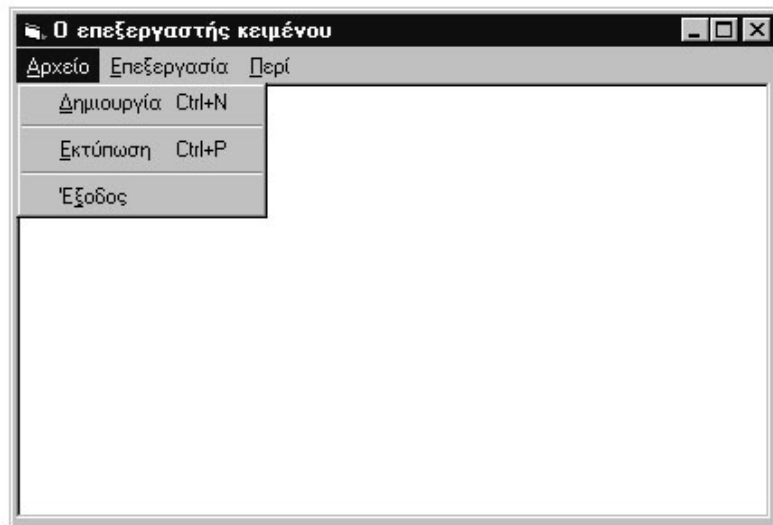 Ο επεξεργαστής κειμένου
Αρχείο Επεξεργασία Περί
Δημιουργία Ctrl+N
Εκτύπωση Ctrl+P
Έξοδος